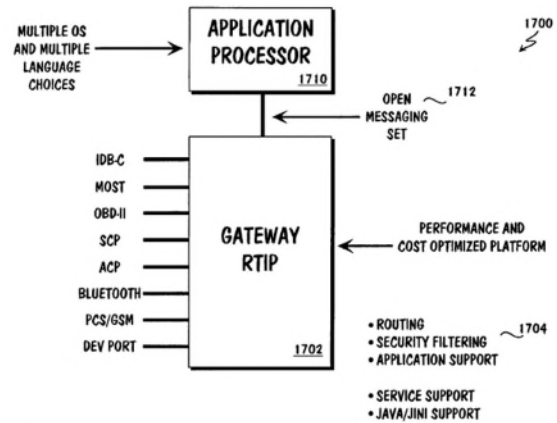 MULTIPLE OS
AND MULTIPLE
LANGUAGE
CHOICES
APPLICATION
PROCESSOR
1710
1700
OPEN
MESSAGING
SET
1712
IDB-C
MOST
OBD-II
SCP
ACP
BLUETOOTH
PCS/GSM
DEV PORT
GATEWAY
RTIP
1702
PERFORMANCE AND
COST OPTIMIZED PLATFORM
• ROUTING
• SECURITY FILTERING
• APPLICATION SUPPORT
1704
• SERVICE SUPPORT
• JAVA/JINI SUPPORT